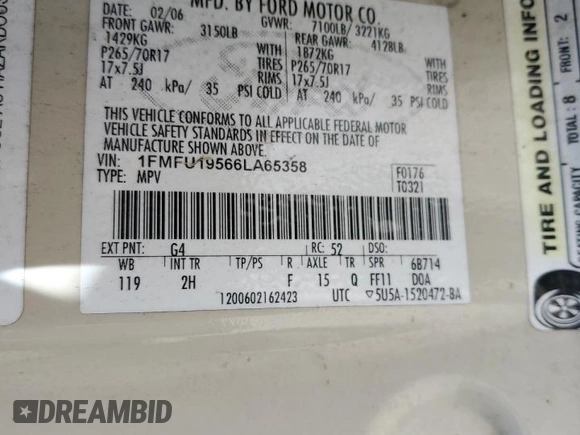 MFD. BY FORD MOTOR CO.
DATE: 02/06 GVWR: 7100LB/ 3221KG
FRONT GAWR: 3150LB REAR GAWR: 4128LB
1429KG WITH 1872KG WITH
P265/70R17 TIRES P265/70R17 TIRES
17x7.5J RIMS 17x7.5J RIMS
AT 240 kPa/ 35 PSI COLD AT 240 kPa/ 35 PSI COLD
THIS VEHICLE CONFORMS TO ALL APPLICABLE FEDERAL MOTOR
VEHICLE SAFETY STANDARDS IN EFFECT ON THE DATE OF
MANUFACTURE SHOWN ABOVE.
VIN: 1FMFU19566LA65358
TYPE: MPV
F0176
T0321
EXT PNT: G4 RC: 52 DSO:
WB INT TR TP/PS R AXLE TR SPR 6B714
119 2H F 15 Q FF11 DOA
1200602162423 UTC ▽5U5A-1520472-BA
TIRE AND LOADING INFO
TOTAL: 8 FRONT: 2
DREAMBID